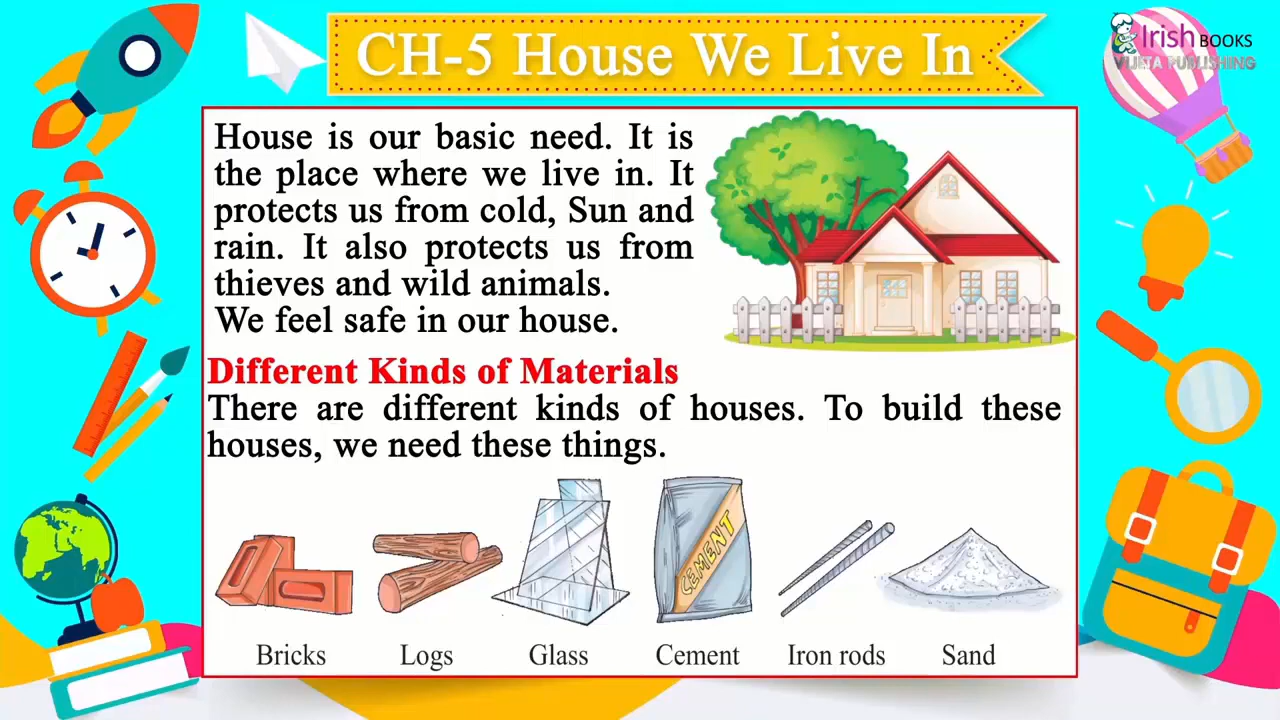 CH-5 House We Live In
Irish BOOKS
VIJETA PUBLISHING
House is our basic need. It is
the place where we live in. It
protects us from cold, Sun and
rain. It also protects us from
thieves and wild animals.
We feel safe in our house.
Different Kinds of Materials
There are different kinds of houses. To build these
houses, we need these things.
CEMENT
Bricks Logs Glass Cement Iron rods Sand